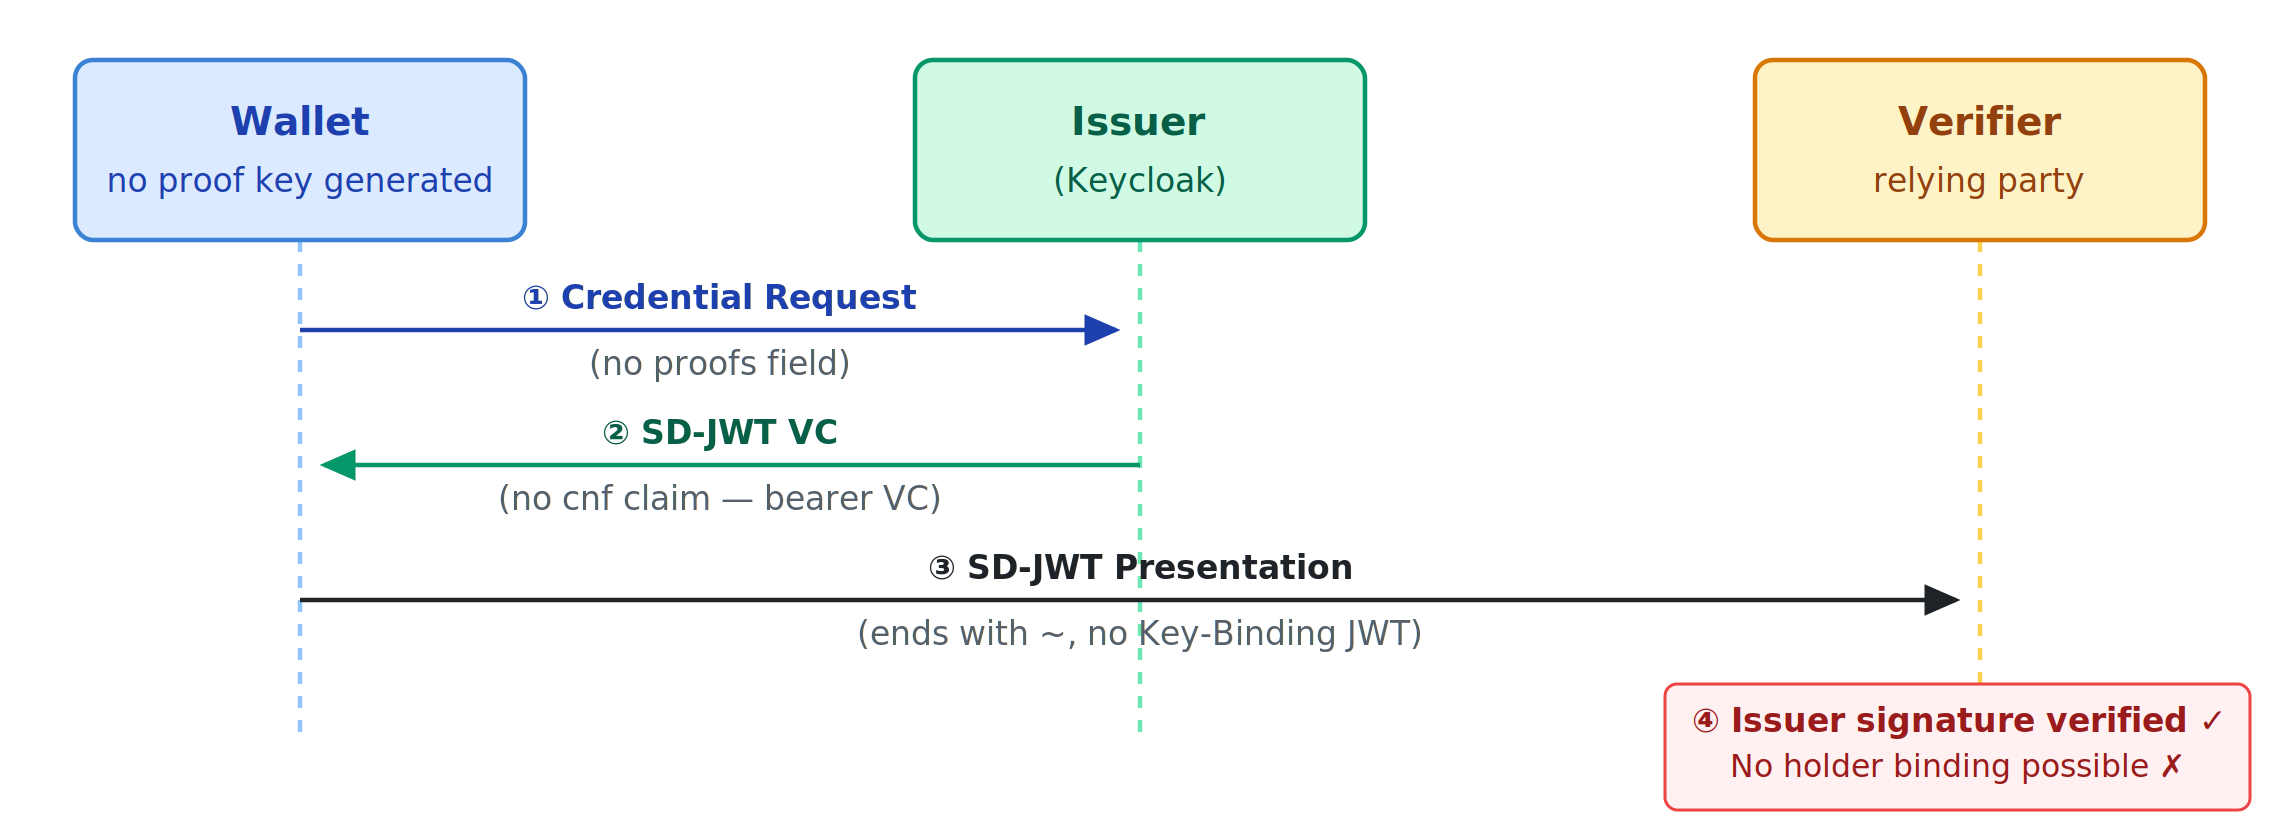 Wallet
no proof key generated
Issuer
(Keycloak)
Verifier
relying party
① Credential Request
(no proofs field)
② SD-JWT VC
(no cnf claim — bearer VC)
③ SD-JWT Presentation
(ends with ~, no Key-Binding JWT)
④ Issuer signature verified ✓
No holder binding possible ✗